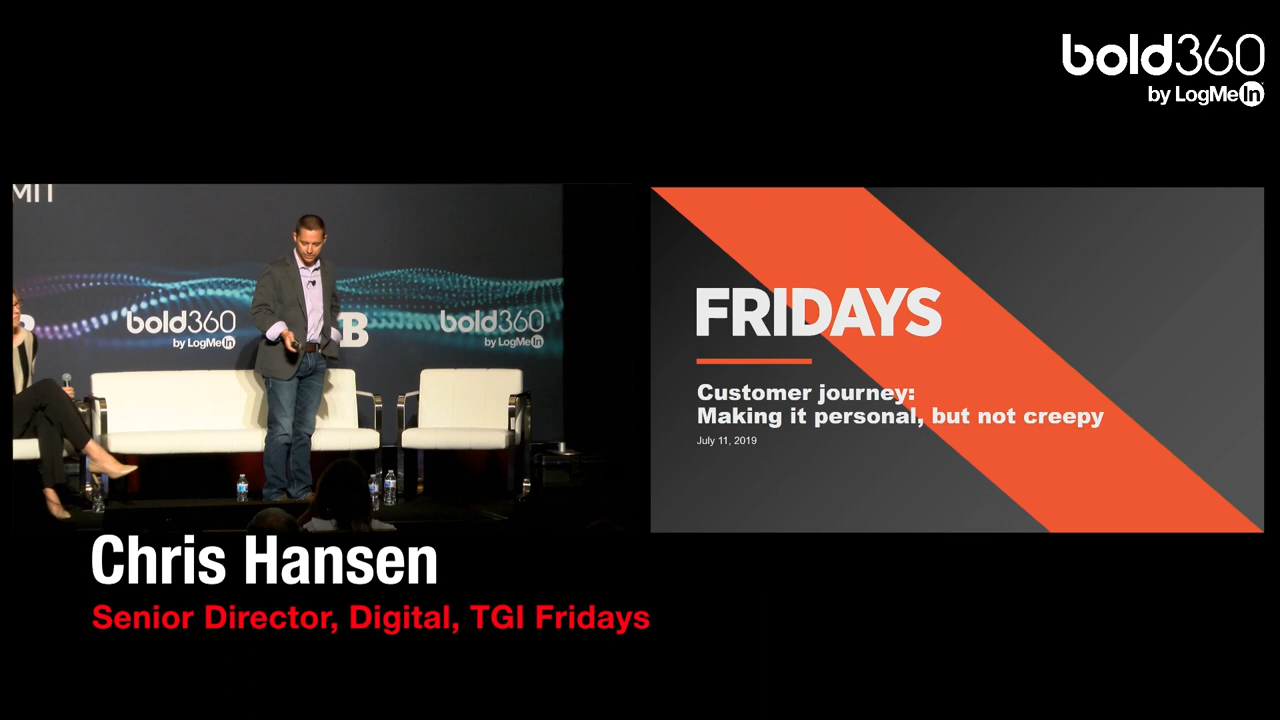 bold360
by LogMeIn
MIT
bold360
by LogMeIn
B
bold360
by LogMeIn
FRIDAYS
Customer journey:
Making it personal, but not creepy
July 11, 2019
Chris Hansen
Senior Director, Digital, TGI Fridays